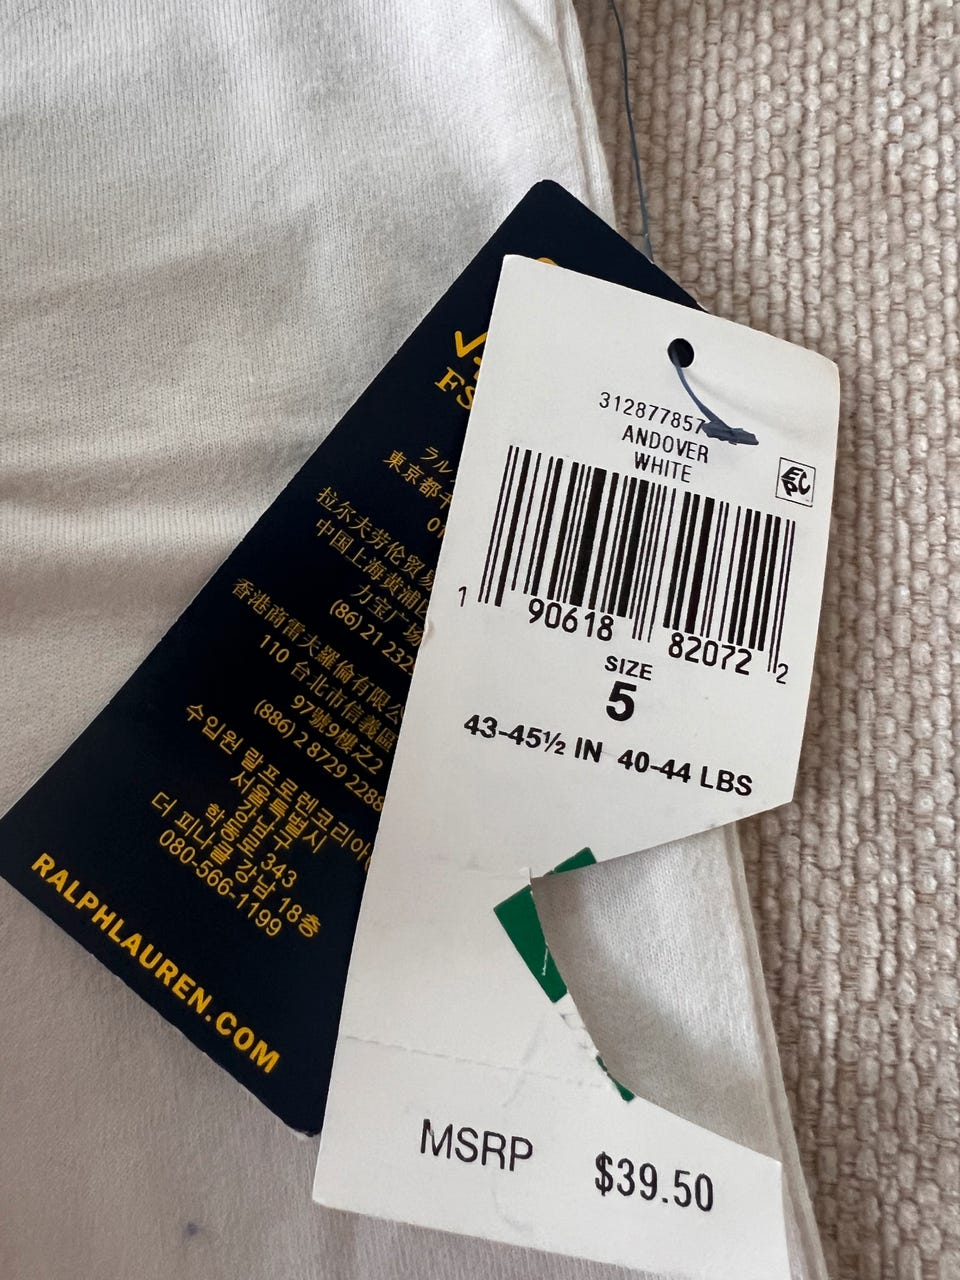 312877857
ANDOVER
WHITE
EPC
1 90618 82072 2
SIZE
5
43-45½ IN 40-44 LBS
MSRP $39.50
FS
ラル
東京都千
拉尔夫劳伦贸易
中国上海黄浦
力宝广场
(86) 21 232
香港商雷夫羅倫有限公
110 台北市信義區
97號9樓之2
(886) 2 8729 2286
수입원 랄프로렌코리아(
서울특별시
강남구
학동로 343
더 피나클 강남 18층
080-566-1199
RALPHLAUREN.COM